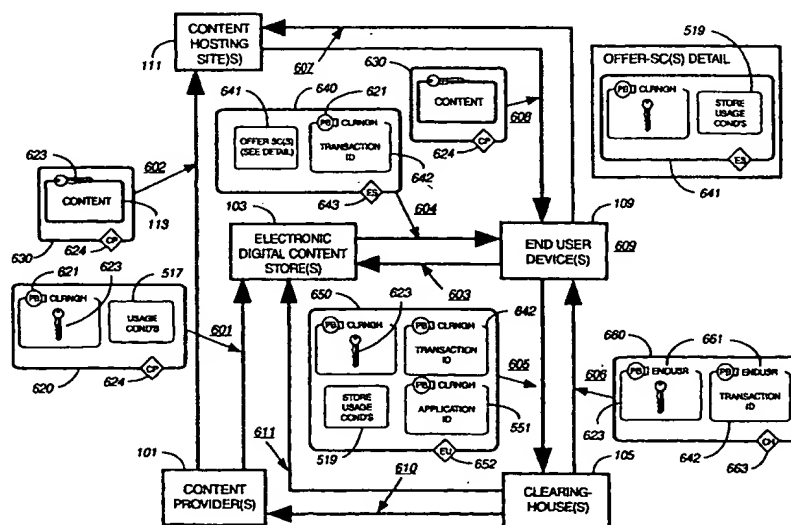 CONTENT
HOSTING
SITE(S)
111
607
630
CONTENT
624
CP
608
519
OFFER-SC(S) DETAIL
PB CLRNGH
STORE
USAGE
COND'S
ES
641
641
640
621
PB CLRNGH
OFFER SC(S)
(SEE DETAIL)
TRANSACTION
ID
642
643
ES
604
623
602
CONTENT
113
624
CP
630
103
ELECTRONIC
DIGITAL CONTENT
STORE(S)
109
END USER
DEVICE(S)
609
603
621
623
517
PB CLRNGH
USAGE
COND'S
601
620
624
CP
650
623
642
PB CLRNGH
PB CLRNGH
TRANSACTION
ID
605
STORE
USAGE
COND'S
PB CLRNGH
APPLICATION
ID
551
519
EU
652
606
660
661
PB ENDUSR
PB ENDUSR
TRANSACTION
ID
623
642
CH
663
611
101
CONTENT
PROVIDER(S)
610
105
CLEARING-
HOUSE(S)